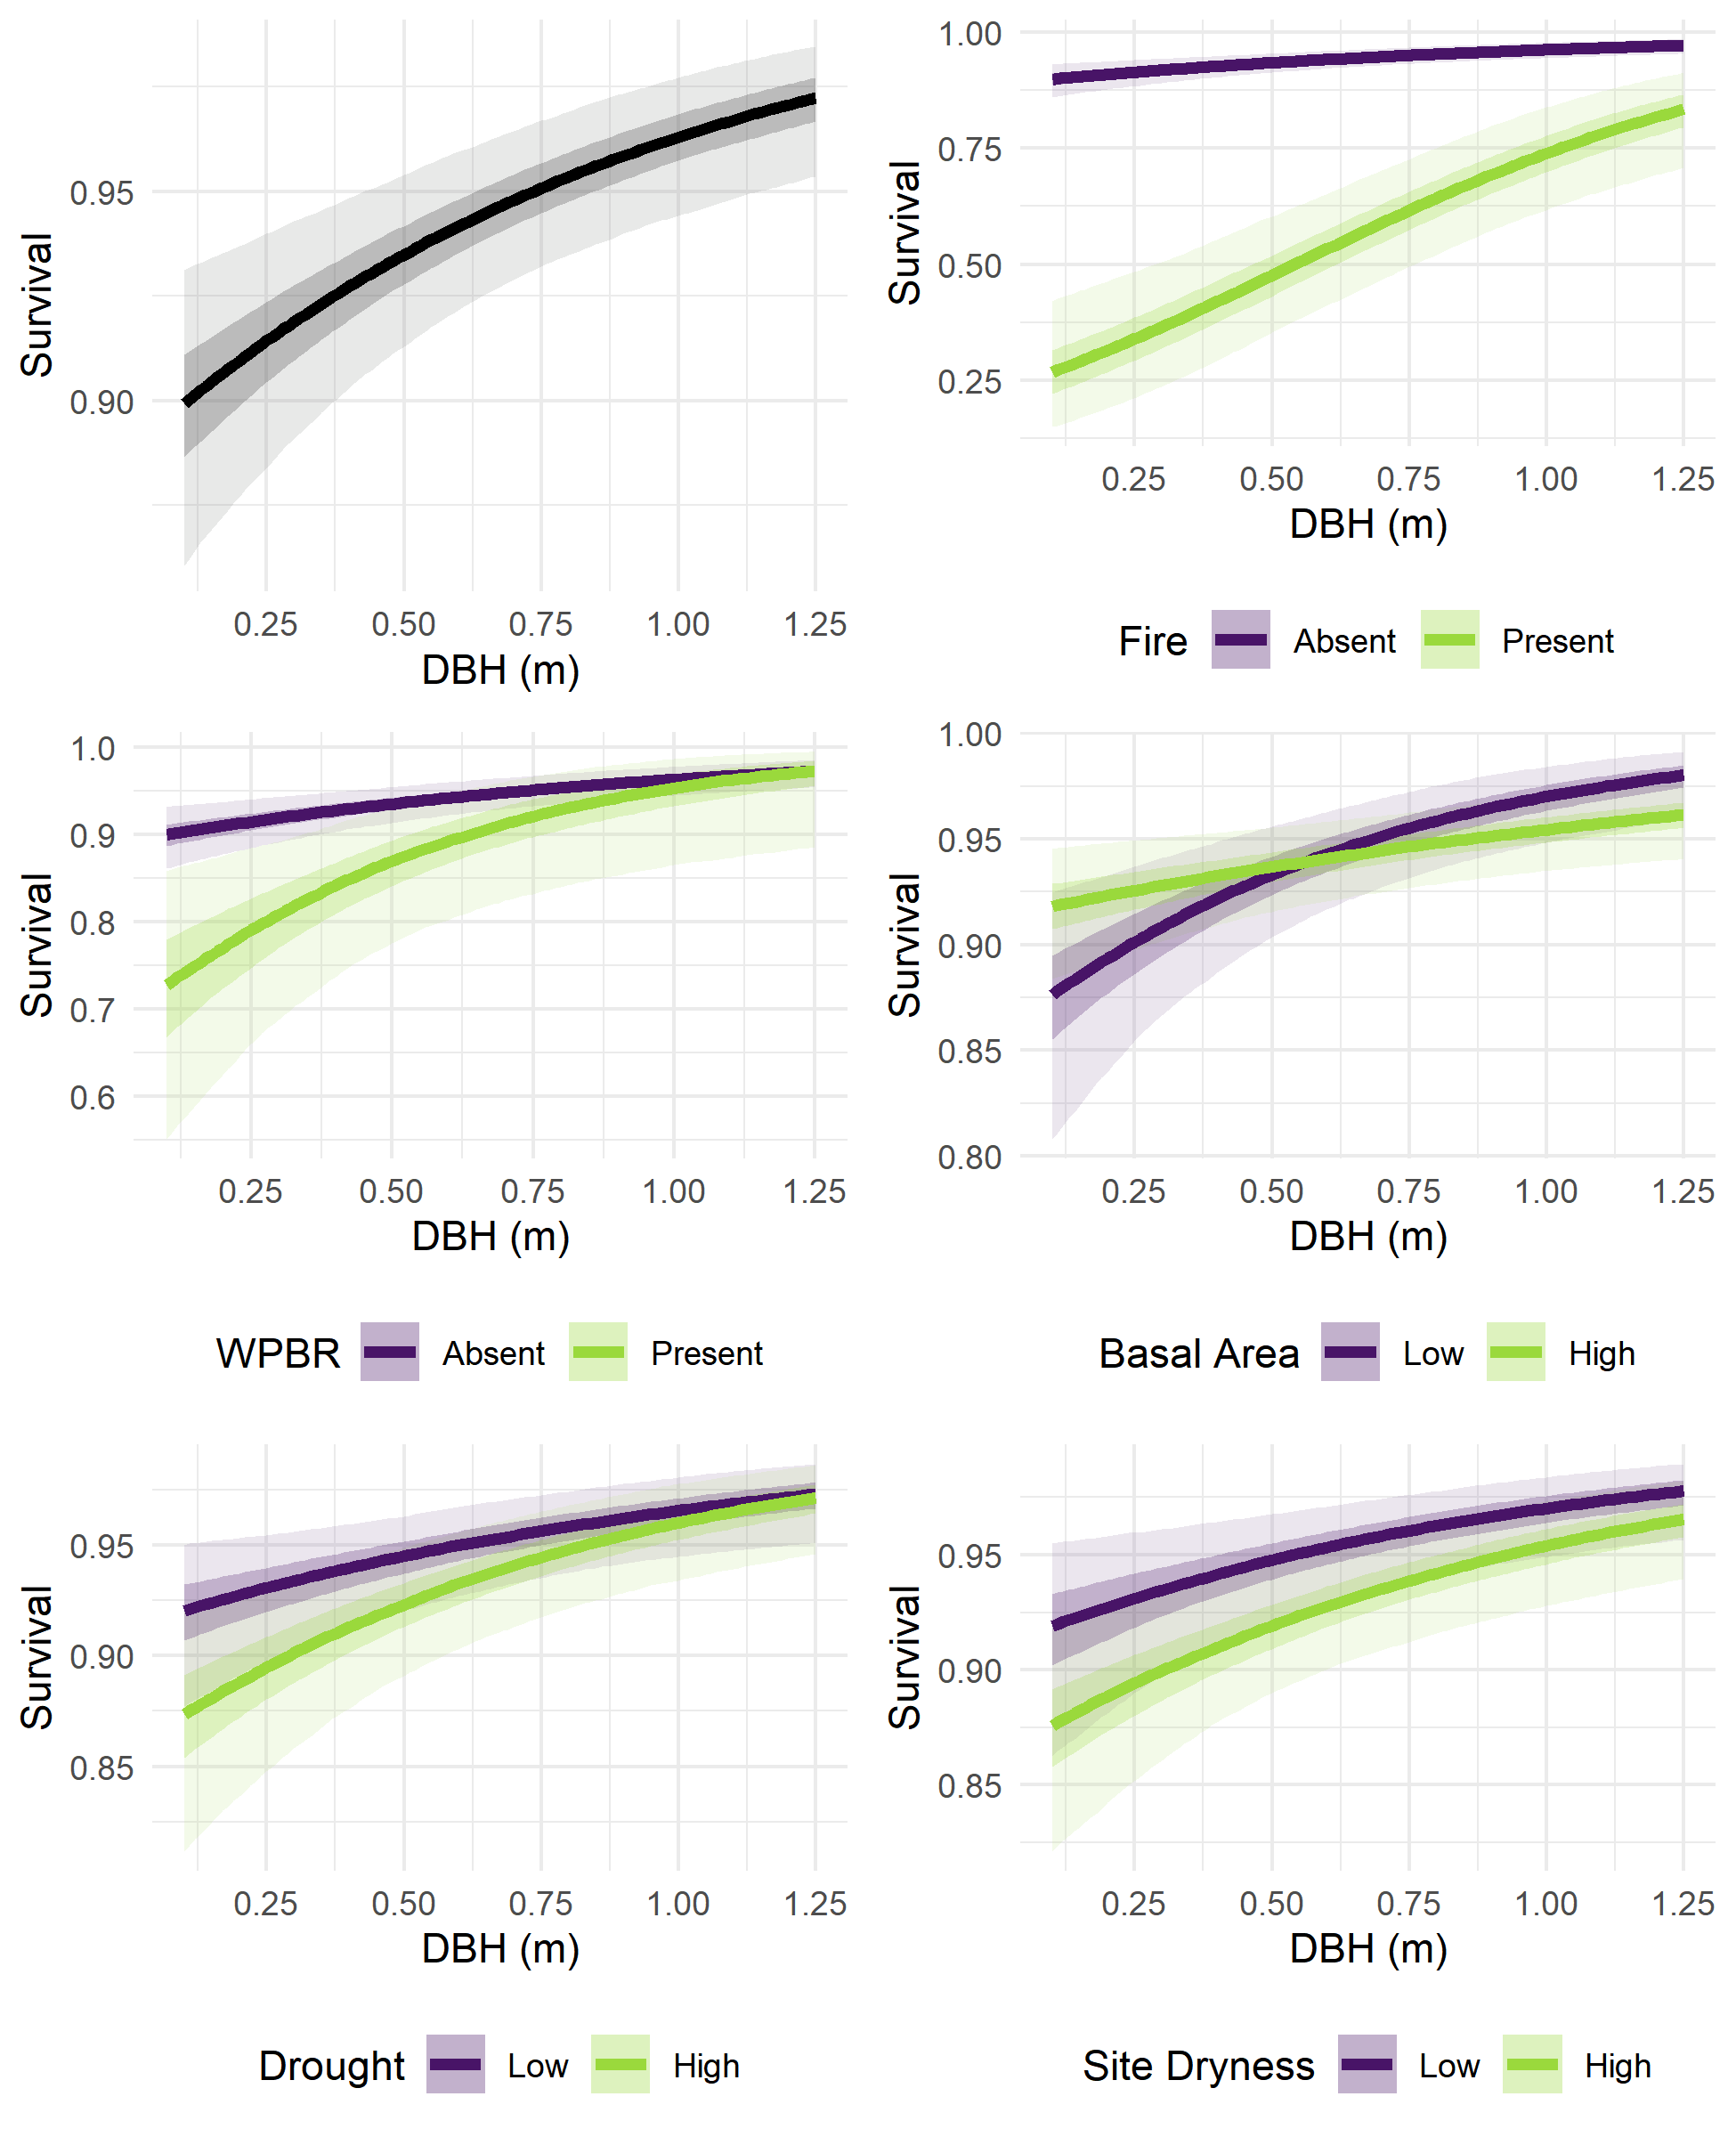 Survival
0.95
0.90
0.25 0.50 0.75 1.00 1.25
DBH (m)
Survival
1.00
0.75
0.50
0.25
0.25 0.50 0.75 1.00 1.25
DBH (m)
Fire Absent Present
Survival
1.0
0.9
0.8
0.7
0.6
0.25 0.50 0.75 1.00 1.25
DBH (m)
WPBR Absent Present
Survival
1.00
0.95
0.90
0.85
0.80
0.25 0.50 0.75 1.00 1.25
DBH (m)
Basal Area Low High
Survival
0.95
0.90
0.85
0.25 0.50 0.75 1.00 1.25
DBH (m)
Drought Low High
Survival
0.95
0.90
0.85
0.25 0.50 0.75 1.00 1.25
DBH (m)
Site Dryness Low High